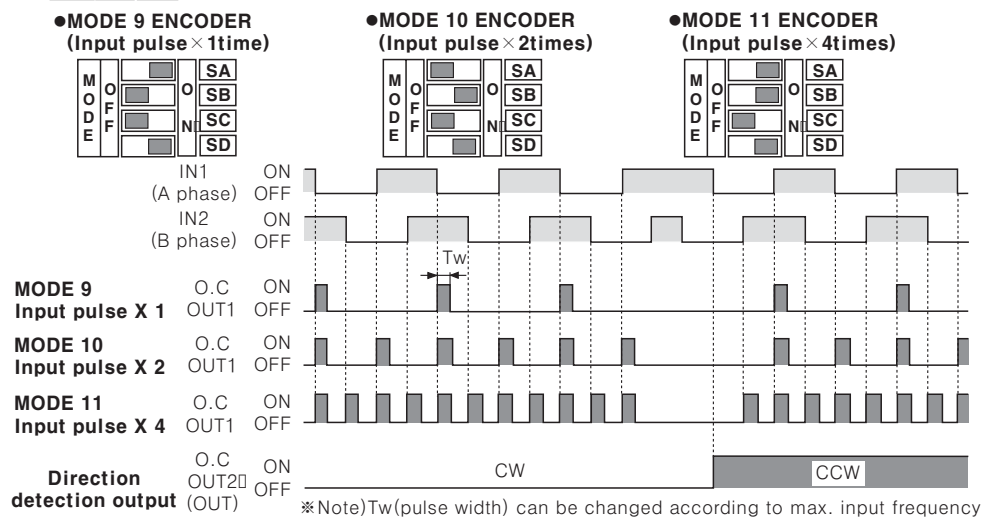 ●MODE 9 ENCODER
(Input pulse×1time)
●MODE 10 ENCODER
(Input pulse×2times)
●MODE 11 ENCODER
(Input pulse×4times)
MODE OFF ON SA
SB
SC
SD
MODE OFF ON SA
SB
SC
SD
MODE OFF ON SA
SB
SC
SD
IN1 ON
(A phase) OFF
IN2 ON
(B phase) OFF
Tw
MODE 9 O.C ON
Input pulse X 1 OUT1 OFF
MODE 10 O.C ON
Input pulse X 2 OUT1 OFF
MODE 11 O.C ON
Input pulse X 4 OUT1 OFF
Direction O.C ON CW CCW
detection output OUT2 OFF
(OUT)
※Note)Tw(pulse width) can be changed according to max. input frequency